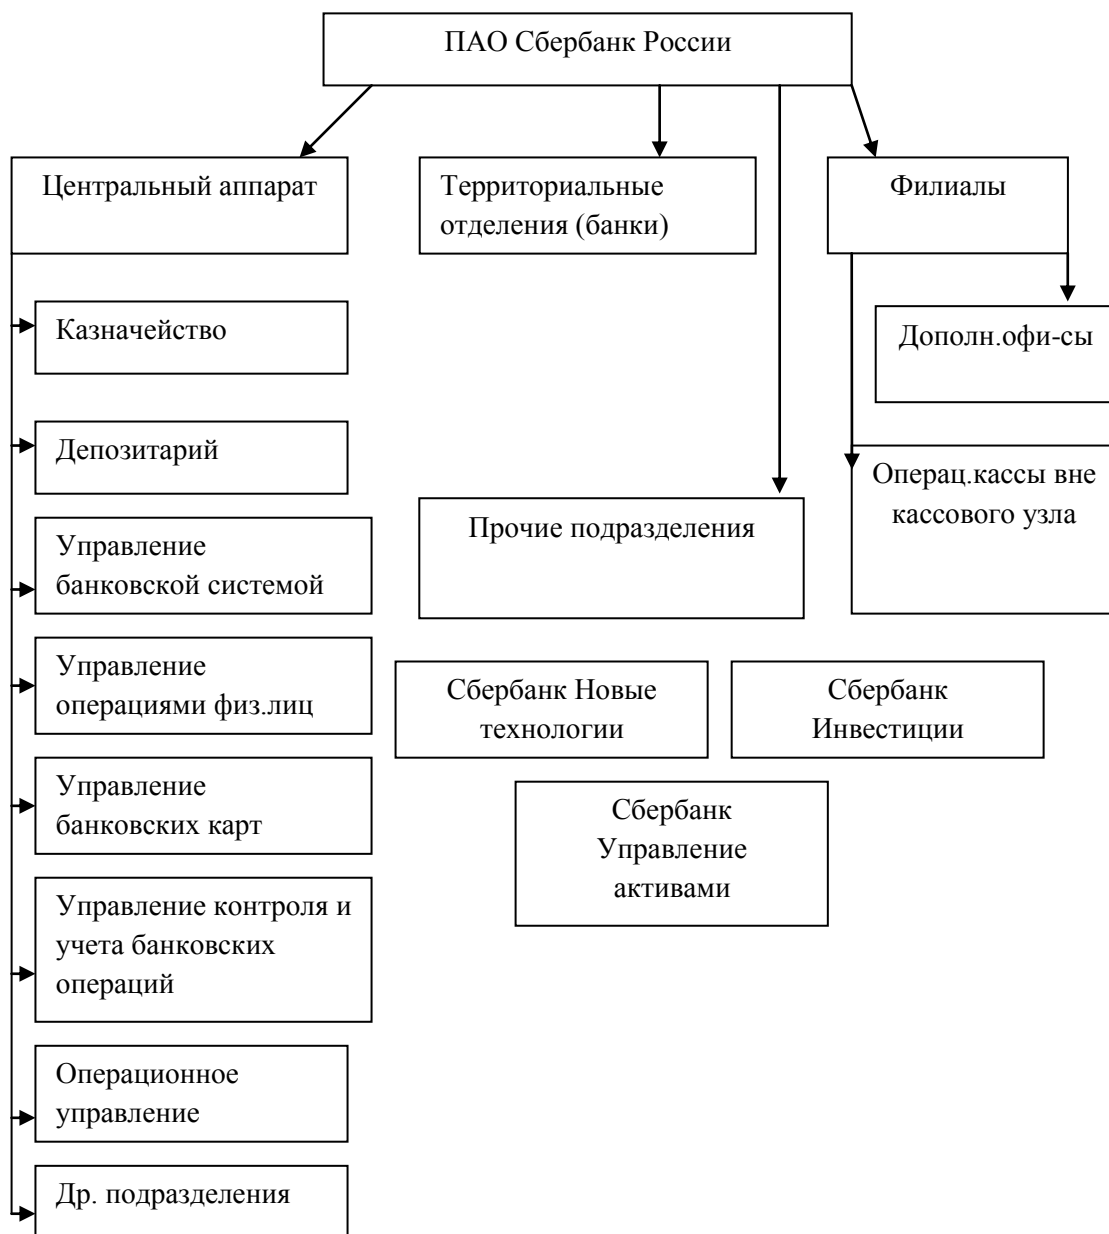 ПАО Сбербанк России
Центральный аппарат
Территориальные
отделения (банки)
Филиалы
Казначейство
Дополн.офи-сы
Депозитарий
Операц.кассы вне
кассового узла
Прочие подразделения
Управление
банковской системой
Управление
операциями физ.лиц
Сбербанк Новые
технологии
Сбербанк
Инвестиции
Управление
банковских карт
Сбербанк
Управление
активами
Управление контроля и
учета банковских
операций
Операционное
управление
Др. подразделения